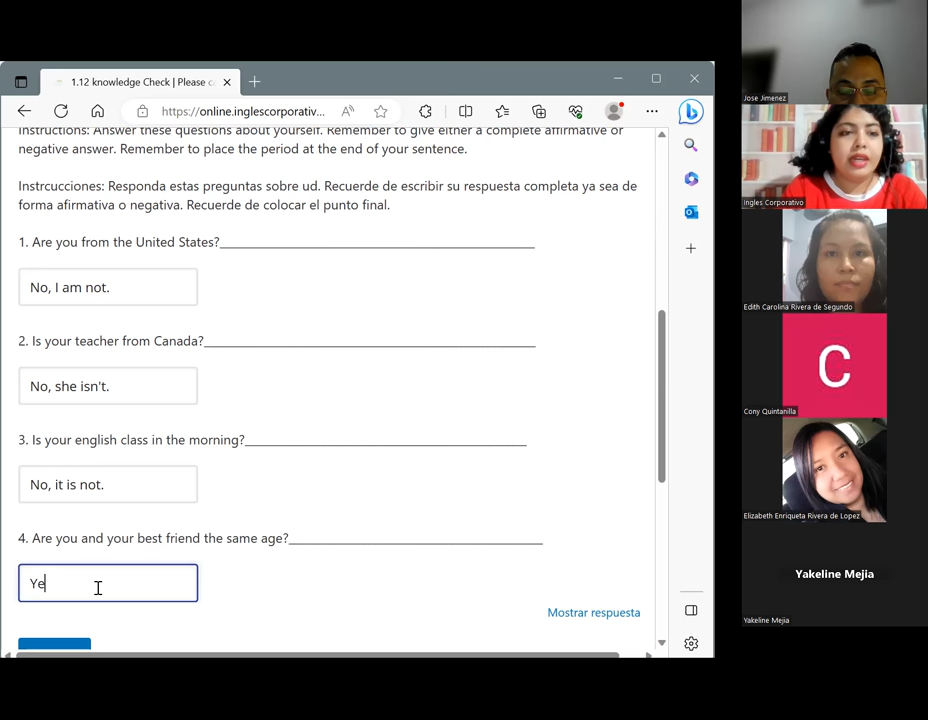 1.12 knowledge Check | Please c
https://online.inglescorporativ...
Instructions: Answer these questions about yourself. Remember to give either a complete affirmative or
negative answer. Remember to place the period at the end of your sentence.
Instrcucciones: Responda estas preguntas sobre ud. Recuerde de escribir su respuesta completa ya sea de
forma afirmativa o negativa. Recuerde de colocar el punto final.
1. Are you from the United States?
No, I am not.
2. Is your teacher from Canada?
No, she isn't.
3. Is your english class in the morning?
No, it is not.
4. Are you and your best friend the same age?
Ye
Mostrar respuesta
Jose Jimenez
Ingles Corporativo
Edith Carolina Rivera de Segundo
C
Cony Quintanilla
Elizabeth Enriqueta Rivera de Lopez
Yakeline Mejia
Yakeline Mejia